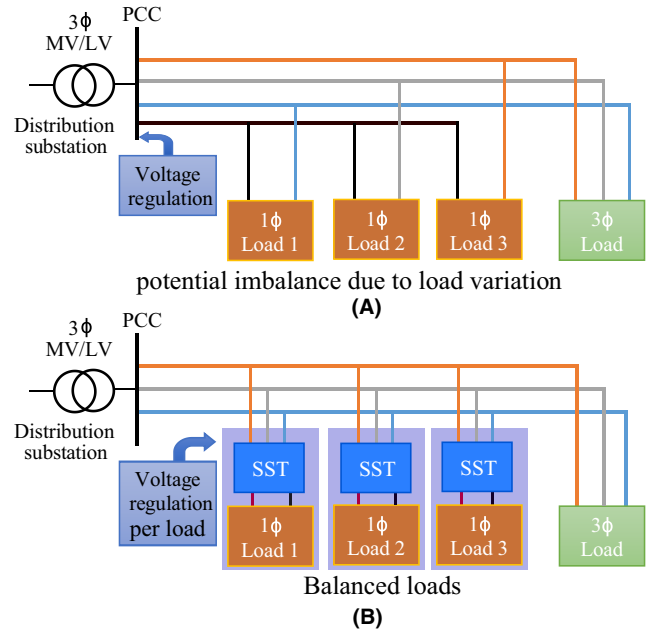 PCC
3ϕ
MV/LV
Distribution
substation
Voltage
regulation
1ϕ
Load 1
1ϕ
Load 2
1ϕ
Load 3
3ϕ
Load
potential imbalance due to load variation
(A)
PCC
3ϕ
MV/LV
Distribution
substation
Voltage
regulation
per load
SST
SST
SST
1ϕ
Load 1
1ϕ
Load 2
1ϕ
Load 3
3ϕ
Load
Balanced loads
(B)